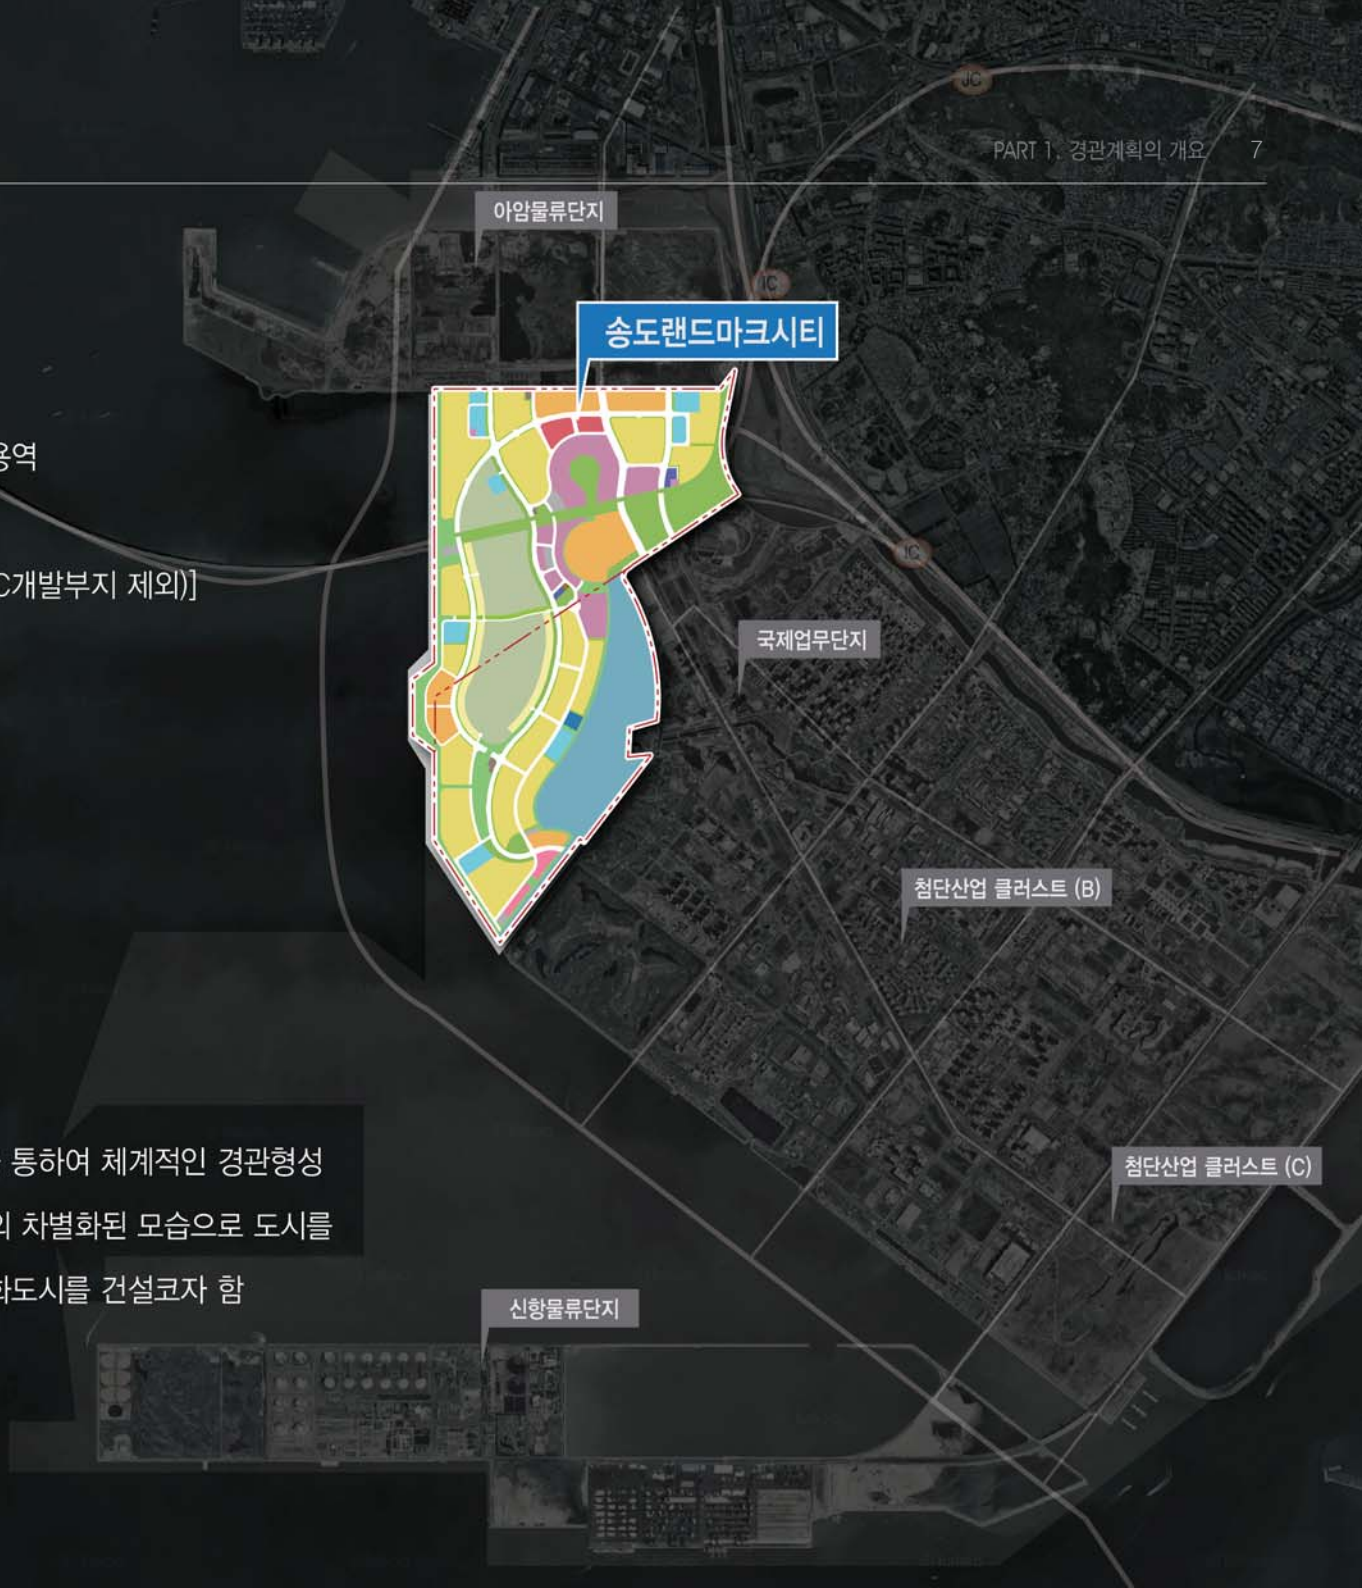 JC
PART 1. 경관계획의 개요 7
아암물류단지
IC
송도랜드마크시티
용역
IC
C개발부지 제외)]
국제업무단지
첨단산업 클러스트 (B)
통하여 체계적인 경관형성
첨단산업 클러스트 (C)
차별화된 모습으로 도시를
화도시를 건설코자 함
신항물류단지